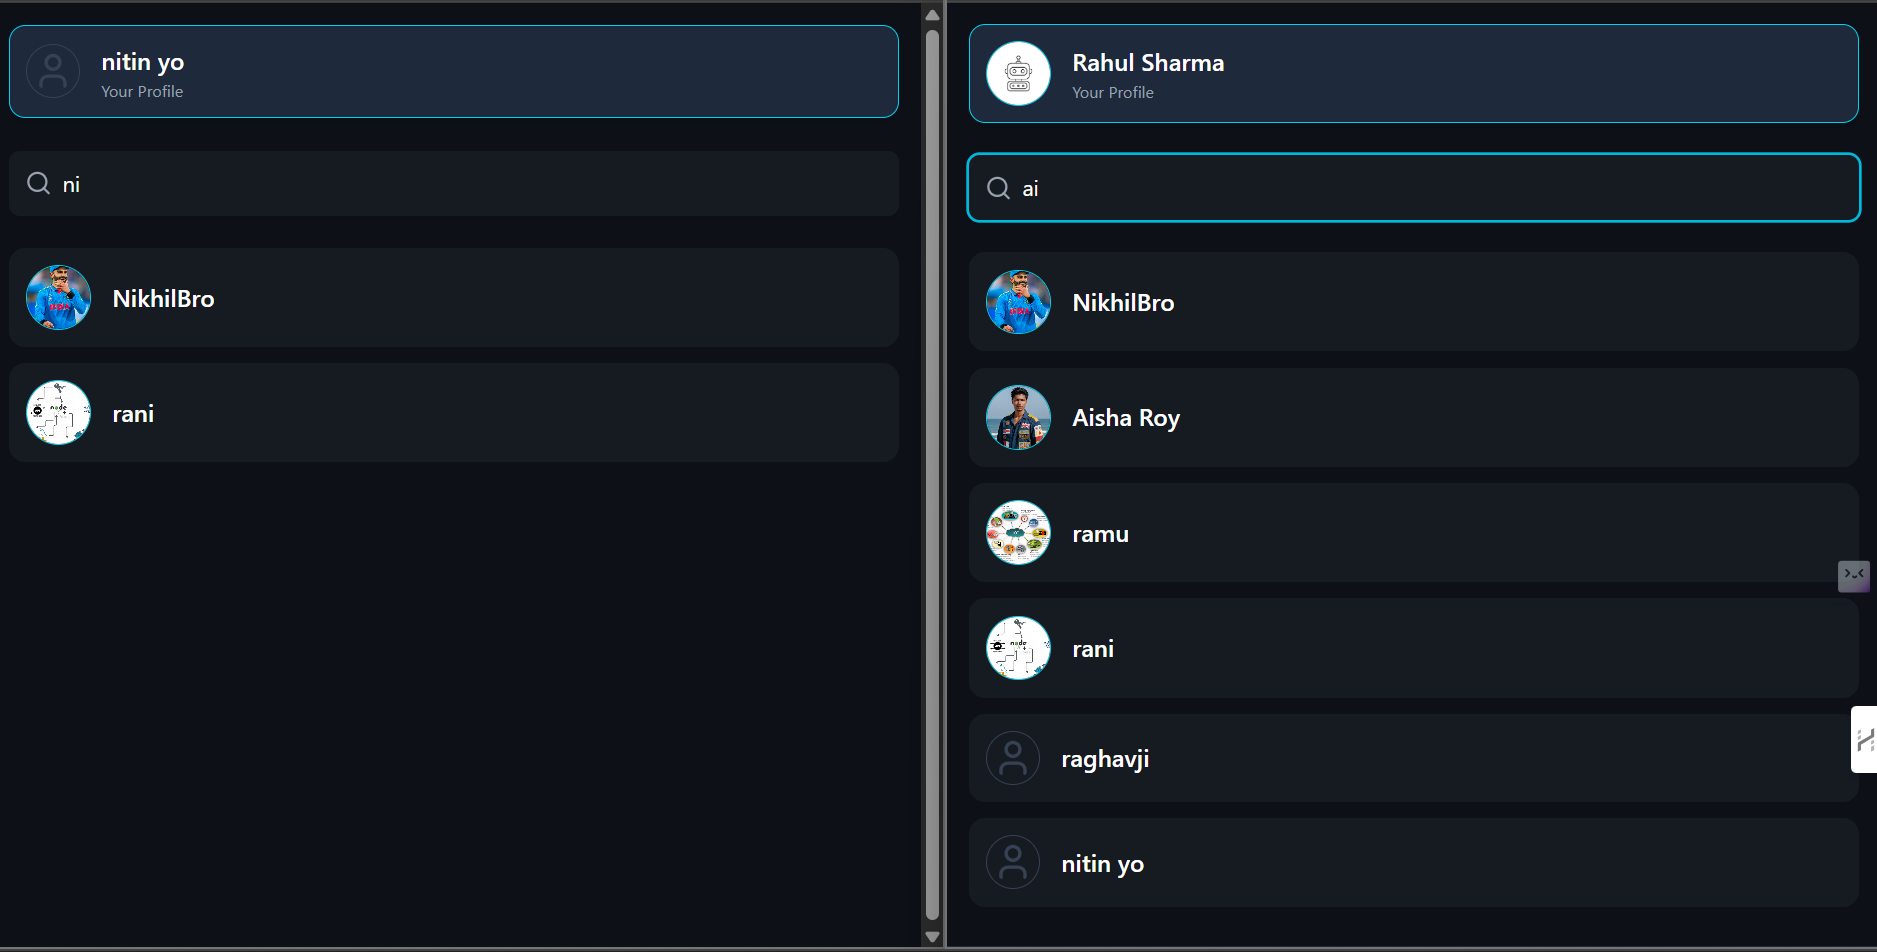 nitin yo
Your Profile
ni
NikhilBro
rani
Rahul Sharma
Your Profile
ai
NikhilBro
Aisha Roy
ramu
rani
raghavji
nitin yo